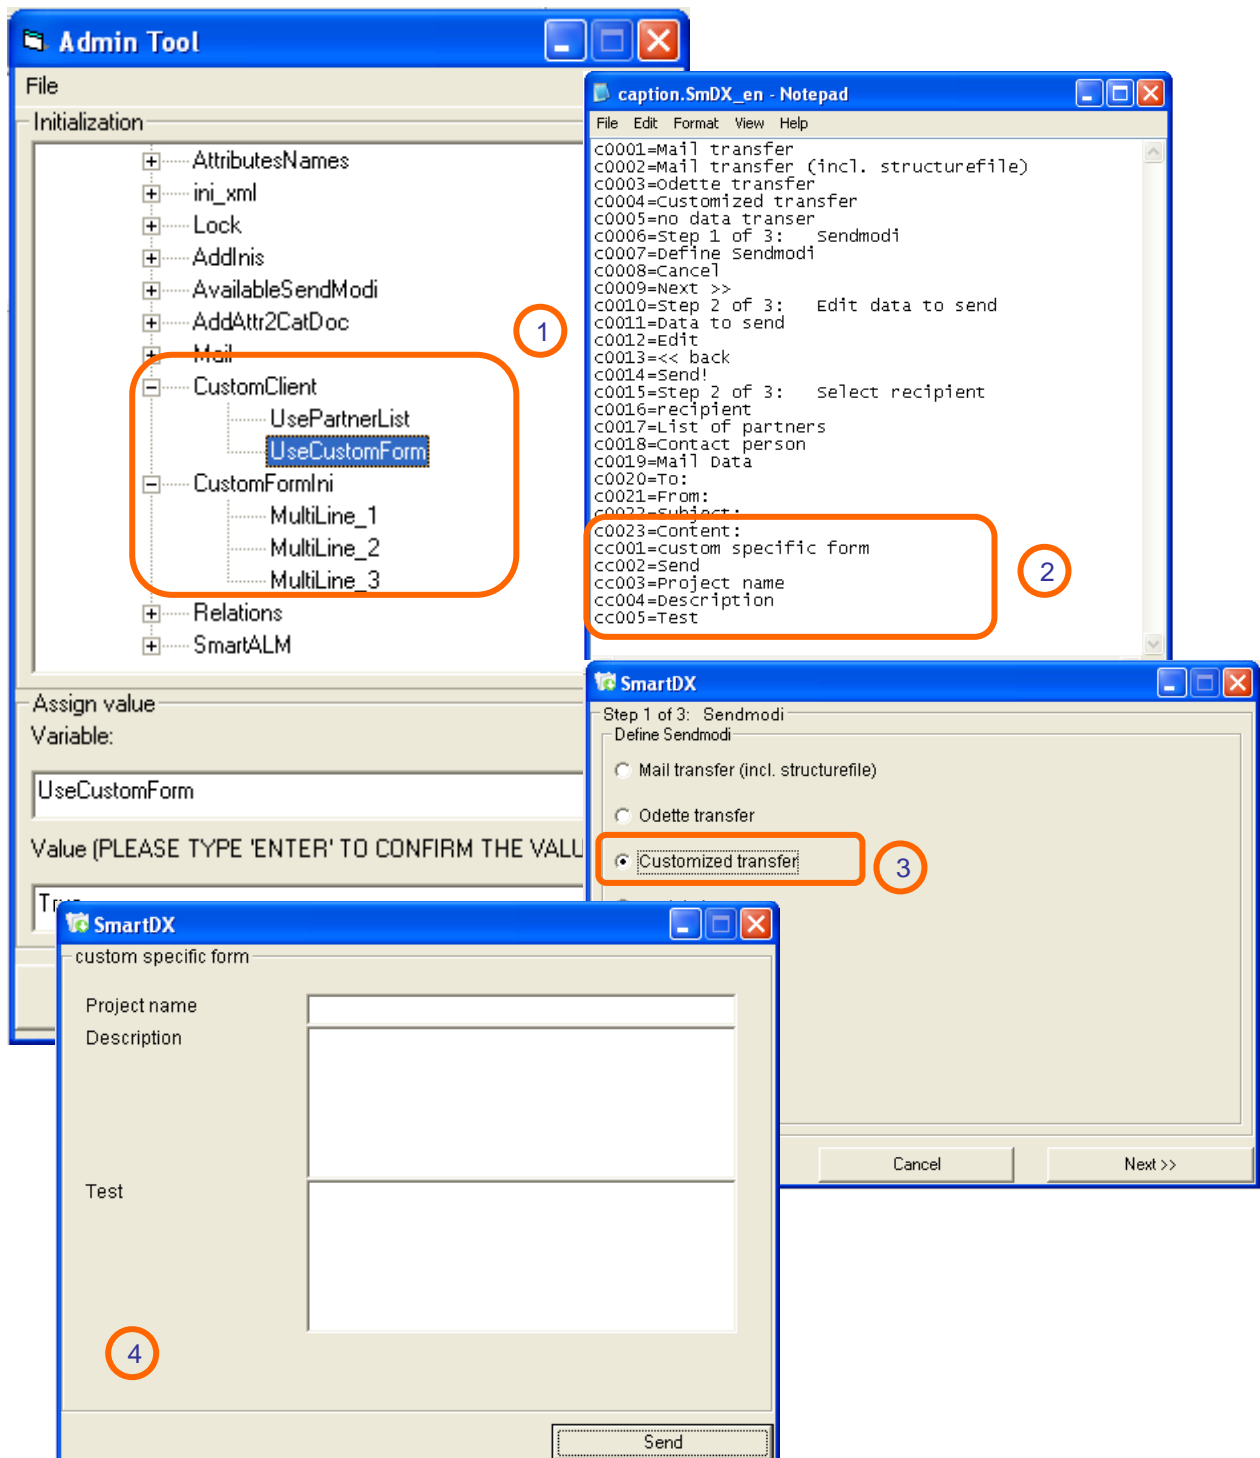 Admin Tool
File
Initialization
AttributesNames
ini_xml
Lock
AddInis
AvailableSendModi
AddAttr2CatDoc
Mail
CustomClient
UsePartnerList
UseCustomForm
CustomFormIni
MultiLine_1
MultiLine_2
MultiLine_3
Relations
SmartALM
1
Assign value
Variable:
UseCustomForm
Value (PLEASE TYPE 'ENTER' TO CONFIRM THE VALU
True
caption.SmDX_en - Notepad
File Edit Format View Help
c0001=Mail transfer
c0002=Mail transfer (incl. structurefile)
c0003=Odette transfer
c0004=Customized transfer
c0005=no data transer
c0006=Step 1 of 3: Sendmodi
c0007=Define Sendmodi
c0008=Cancel
c0009=Next >>
c0010=Step 2 of 3: Edit data to send
c0011=Data to send
c0012=Edit
c0013=<< back
c0014=Send!
c0015=Step 2 of 3: Select recipient
c0016=recipient
c0017=List of partners
c0018=Contact person
c0019=Mail Data
c0020=To:
c0021=From:
c0022=Subject:
c0023=Content:
cc001=custom specific form
cc002=Send
cc003=Project name
cc004=Description
cc005=Test
2
SmartDX
Step 1 of 3: Sendmodi
Define Sendmodi
Mail transfer (incl. structurefile)
Odette transfer
Customized transfer
3
Cancel
Next >>
SmartDX
custom specific form
Project name
Description
Test
4
Send